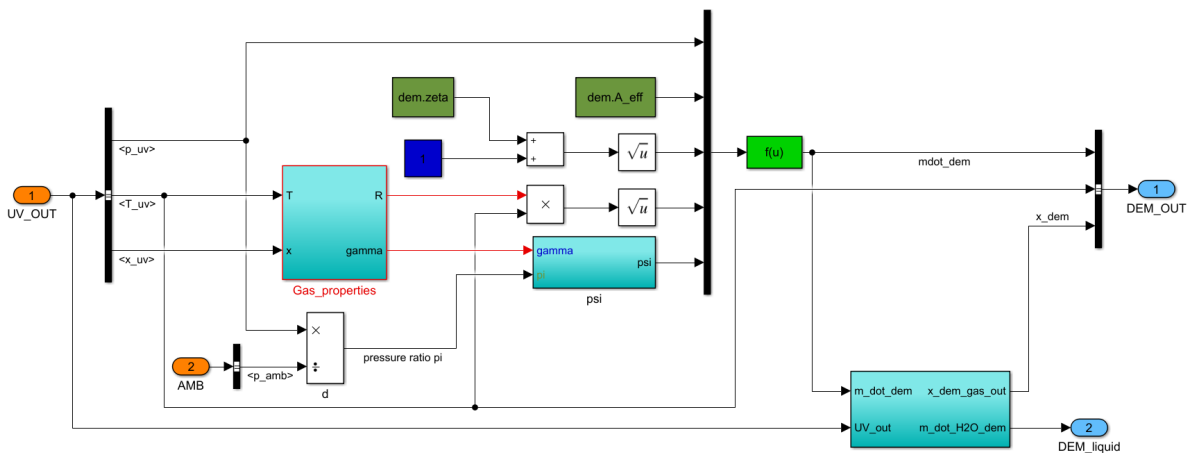 dem.zeta
dem.A_eff
+
+
√u
1
f(u)
mdot_dem
<p_uv>
1
UV_OUT
<T_uv>
<x_uv>
T
R
x
gamma
Gas_properties
×
√u
gamma
pi
psi
psi
x_dem
1
DEM_OUT
×
÷
d
pressure ratio pi
2
AMB
<p_amb>
m_dot_dem
x_dem_gas_out
UV_out
m_dot_H2O_dem
2
DEM_liquid